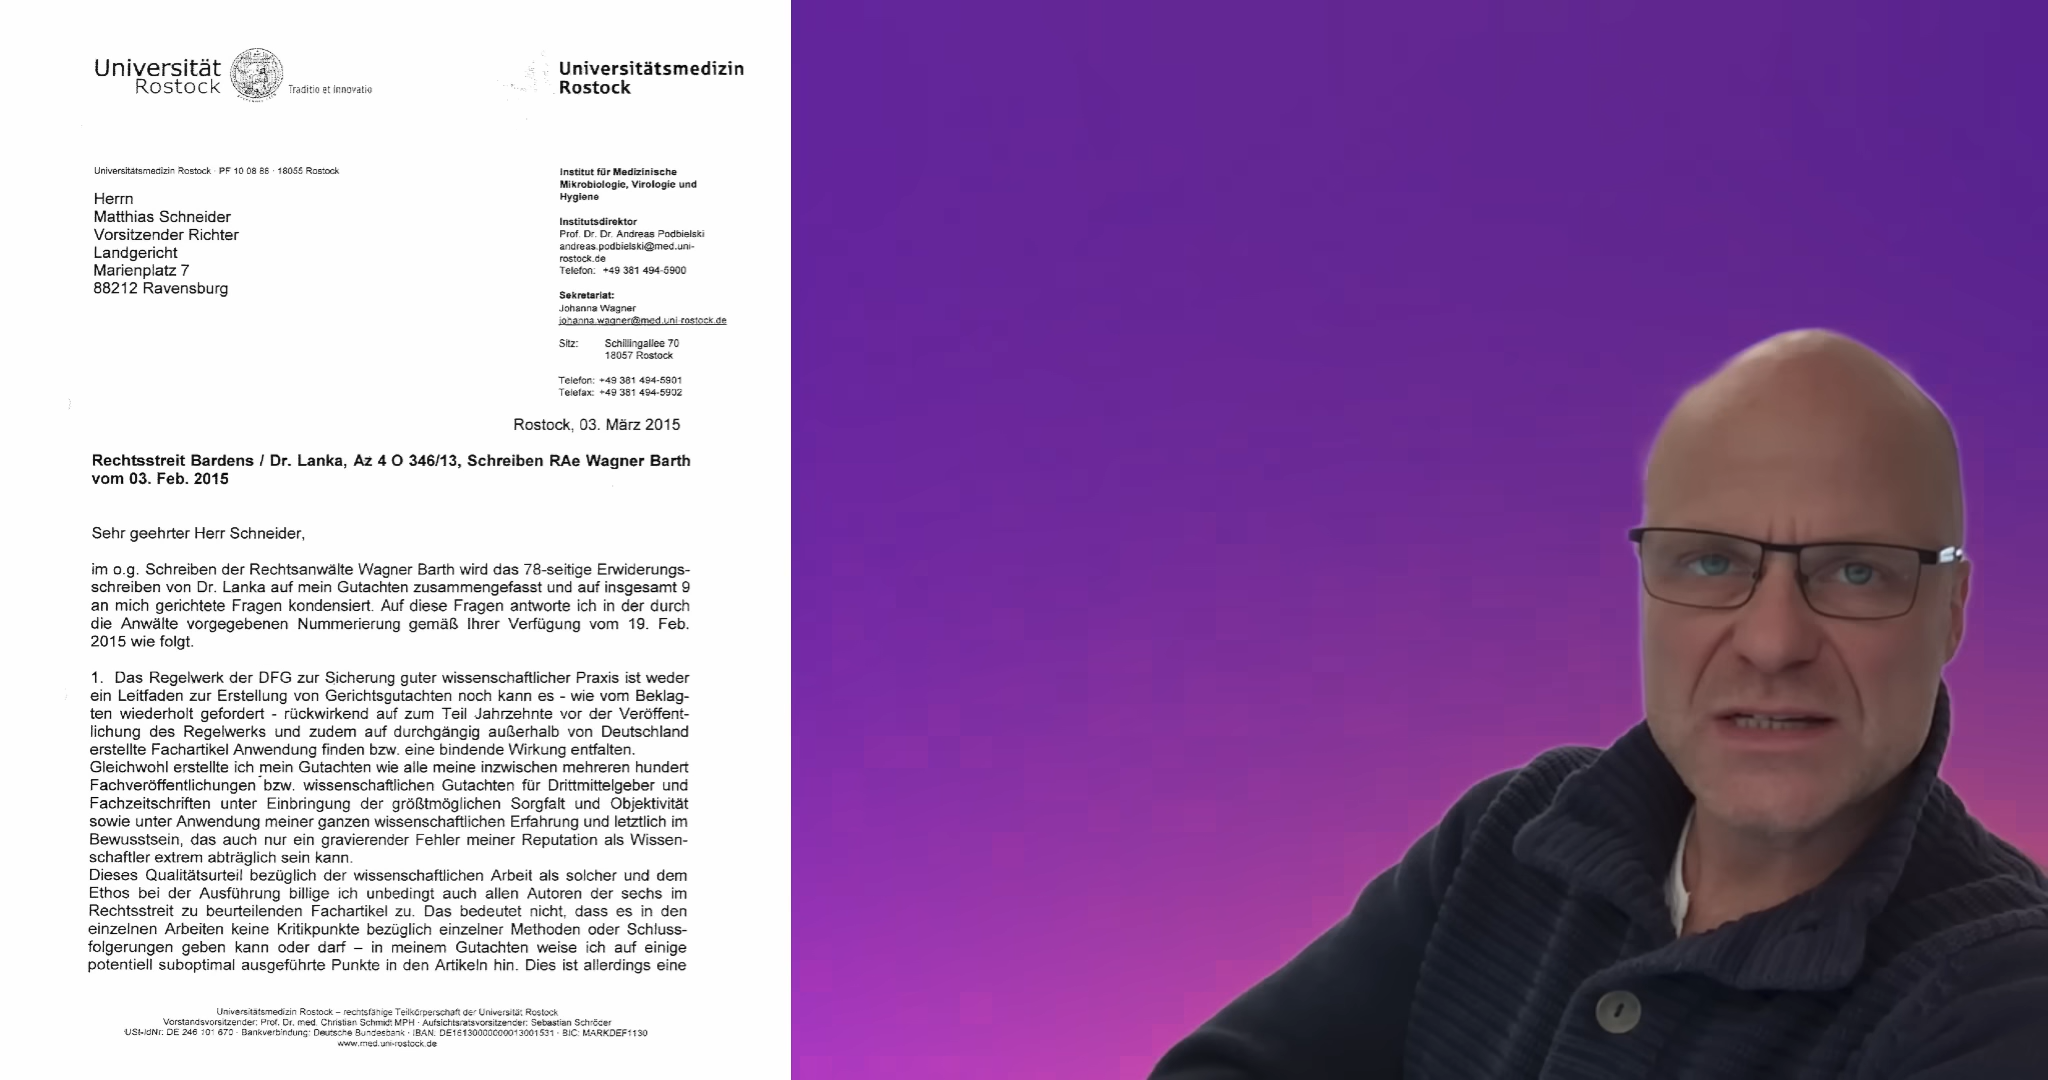 Universität
Rostock
Traditio et Innovatio
Universitätsmedizin
Rostock
Universitätsmedizin Rostock · PF 10 08 88 · 18055 Rostock
Herrn
Matthias Schneider
Vorsitzender Richter
Landgericht
Marienplatz 7
88212 Ravensburg
Institut für Medizinische
Mikrobiologie, Virologie und
Hygiene
Institutsdirektor
Prof. Dr. Dr. Andreas Podbielski
andreas.podbielski@med.uni-
rostock.de
Telefon: +49 381 494-5900
Sekretariat:
Johanna Wagner
johanna.wagner@med.uni-rostock.de
Sitz: Schillingallee 70
18057 Rostock
Telefon: +49 381 494-5901
Telefax: +49 381 494-5902
Rostock, 03. März 2015
Rechtsstreit Bardens / Dr. Lanka, Az 4 O 346/13, Schreiben RAe Wagner Barth
vom 03. Feb. 2015
Sehr geehrter Herr Schneider,
im o.g. Schreiben der Rechtsanwälte Wagner Barth wird das 78-seitige Erwiderungs-
schreiben von Dr. Lanka auf mein Gutachten zusammengefasst und auf insgesamt 9
an mich gerichtete Fragen kondensiert. Auf diese Fragen antworte ich in der durch
die Anwälte vorgegebenen Nummerierung gemäß Ihrer Verfügung vom 19. Feb.
2015 wie folgt.
1. Das Regelwerk der DFG zur Sicherung guter wissenschaftlicher Praxis ist weder
ein Leitfaden zur Erstellung von Gerichtsgutachten noch kann es - wie vom Beklag-
ten wiederholt gefordert - rückwirkend auf zum Teil Jahrzehnte vor der Veröffent-
lichung des Regelwerks und zudem auf durchgängig außerhalb von Deutschland
erstellte Fachartikel Anwendung finden bzw. eine bindende Wirkung entfalten.
Gleichwohl erstellte ich mein Gutachten wie alle meine inzwischen mehreren hundert
Fachveröffentlichungen bzw. wissenschaftlichen Gutachten für Drittmittelgeber und
Fachzeitschriften unter Einbringung der größtmöglichen Sorgfalt und Objektivität
sowie unter Anwendung meiner ganzen wissenschaftlichen Erfahrung und letztlich im
Bewusstsein, das auch nur ein gravierender Fehler meiner Reputation als Wissen-
schaftler extrem abträglich sein kann.
Dieses Qualitätsurteil bezüglich der wissenschaftlichen Arbeit als solcher und dem
Ethos bei der Ausführung billige ich unbedingt auch allen Autoren der sechs im
Rechtsstreit zu beurteilenden Fachartikel zu. Das bedeutet nicht, dass es in den
einzelnen Arbeiten keine Kritikpunkte bezüglich einzelner Methoden oder Schluss-
folgerungen geben kann oder darf – in meinem Gutachten weise ich auf einige
potentiell suboptimal ausgeführte Punkte in den Artikeln hin. Dies ist allerdings eine
Universitätsmedizin Rostock – rechtsfähige Teilkörperschaft der Universität Rostock
Vorstandsvorsitzender: Prof. Dr. med. Christian Schmidt MPH · Aufsichtsratsvorsitzender: Sebastian Schröder
USt-IdNr: DE 246 101 670 · Bankverbindung: Deutsche Bundesbank · IBAN: · BIC: MARKDEF1130
www.med.uni-rostock.de